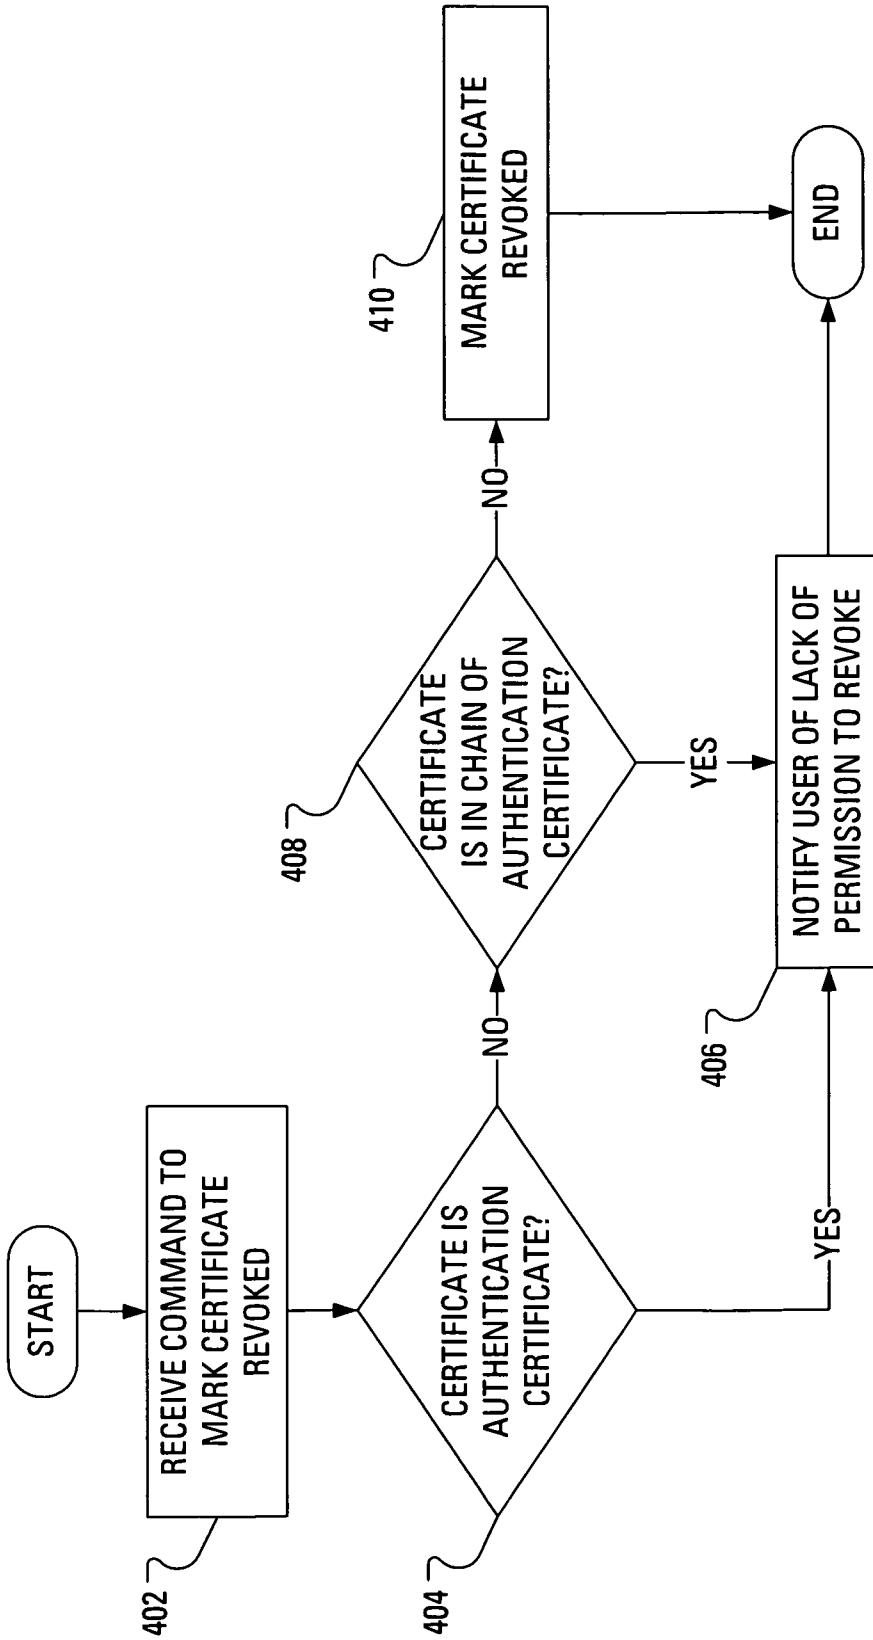 START
402
RECEIVE COMMAND TO
MARK CERTIFICATE
REVOKED
404
CERTIFICATE IS
AUTHENTICATION
CERTIFICATE?
NO
YES
408
CERTIFICATE
IS IN CHAIN OF
AUTHENTICATION
CERTIFICATE?
NO
YES
406
NOTIFY USER OF LACK OF
PERMISSION TO REVOKE
410
MARK CERTIFICATE
REVOKED
END